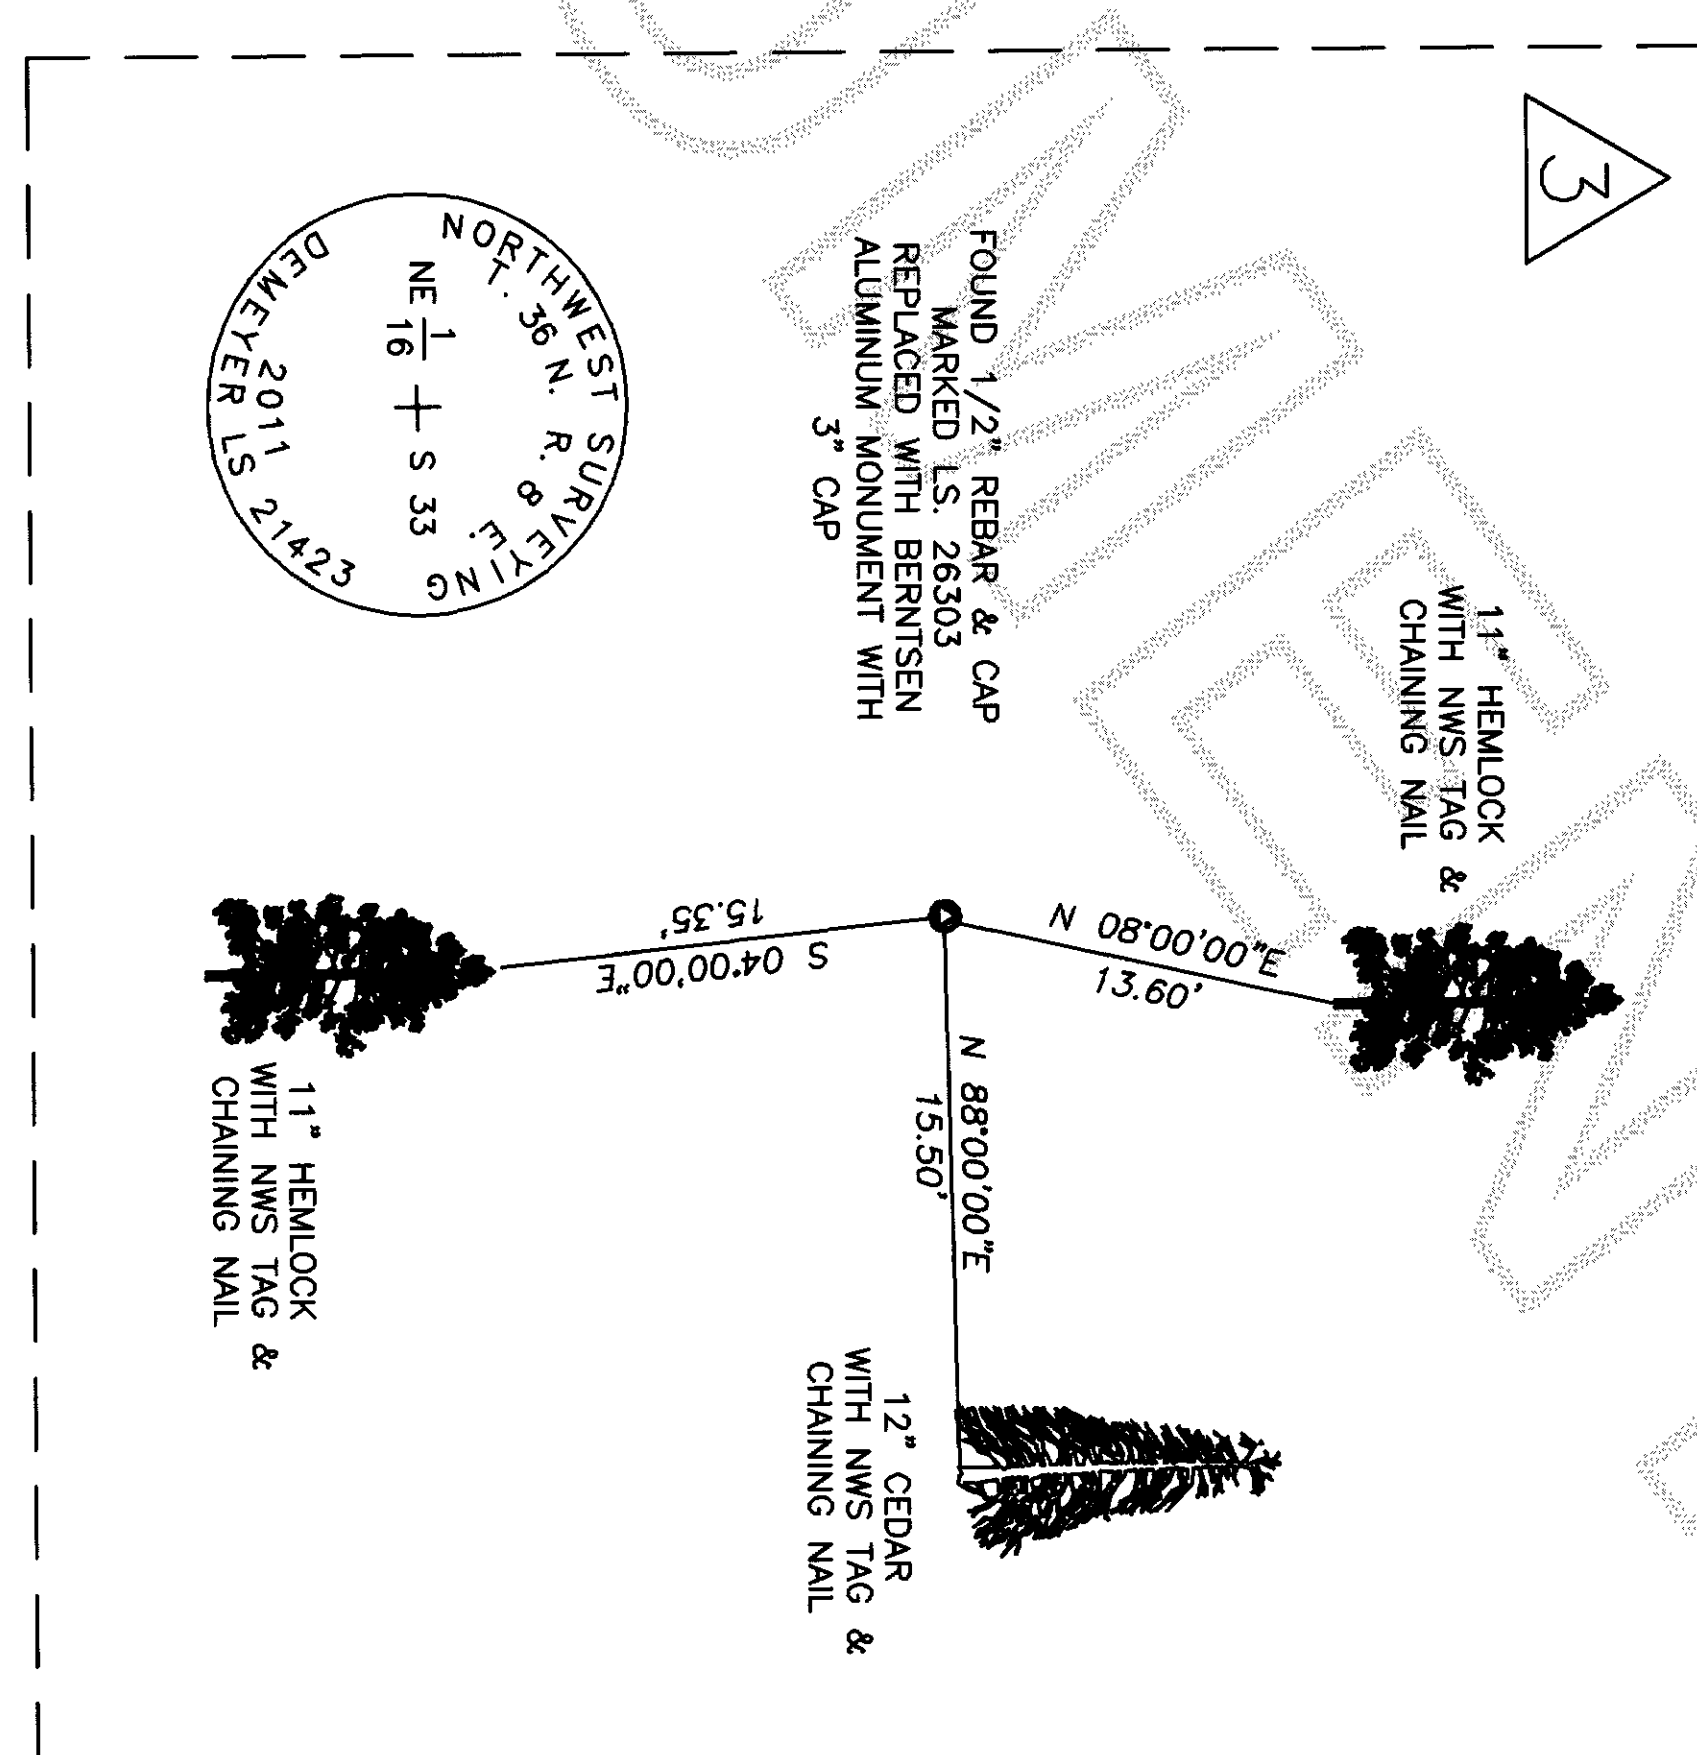 3
11" HEMLOCK
WITH NWS TAG &
CHAINING NAIL
FOUND 1/2" REBAR & CAP
MARKED LS. 26303
REPLACED WITH BERNTSEN
ALUMINUM MONUMENT WITH
3" CAP
N 08°00'00"E
13.60'
N 88°00'00"E
15.50'
S 04°00'00"E
15.35'
12" CEDAR
WITH NWS TAG &
CHAINING NAIL
NORTHWEST SURVEYING
T. 36 N. R. 8 E.
NE 1/16 + S 33
2011
DEMEYER LS 21423
11" HEMLOCK
WITH NWS TAG &
CHAINING NAIL